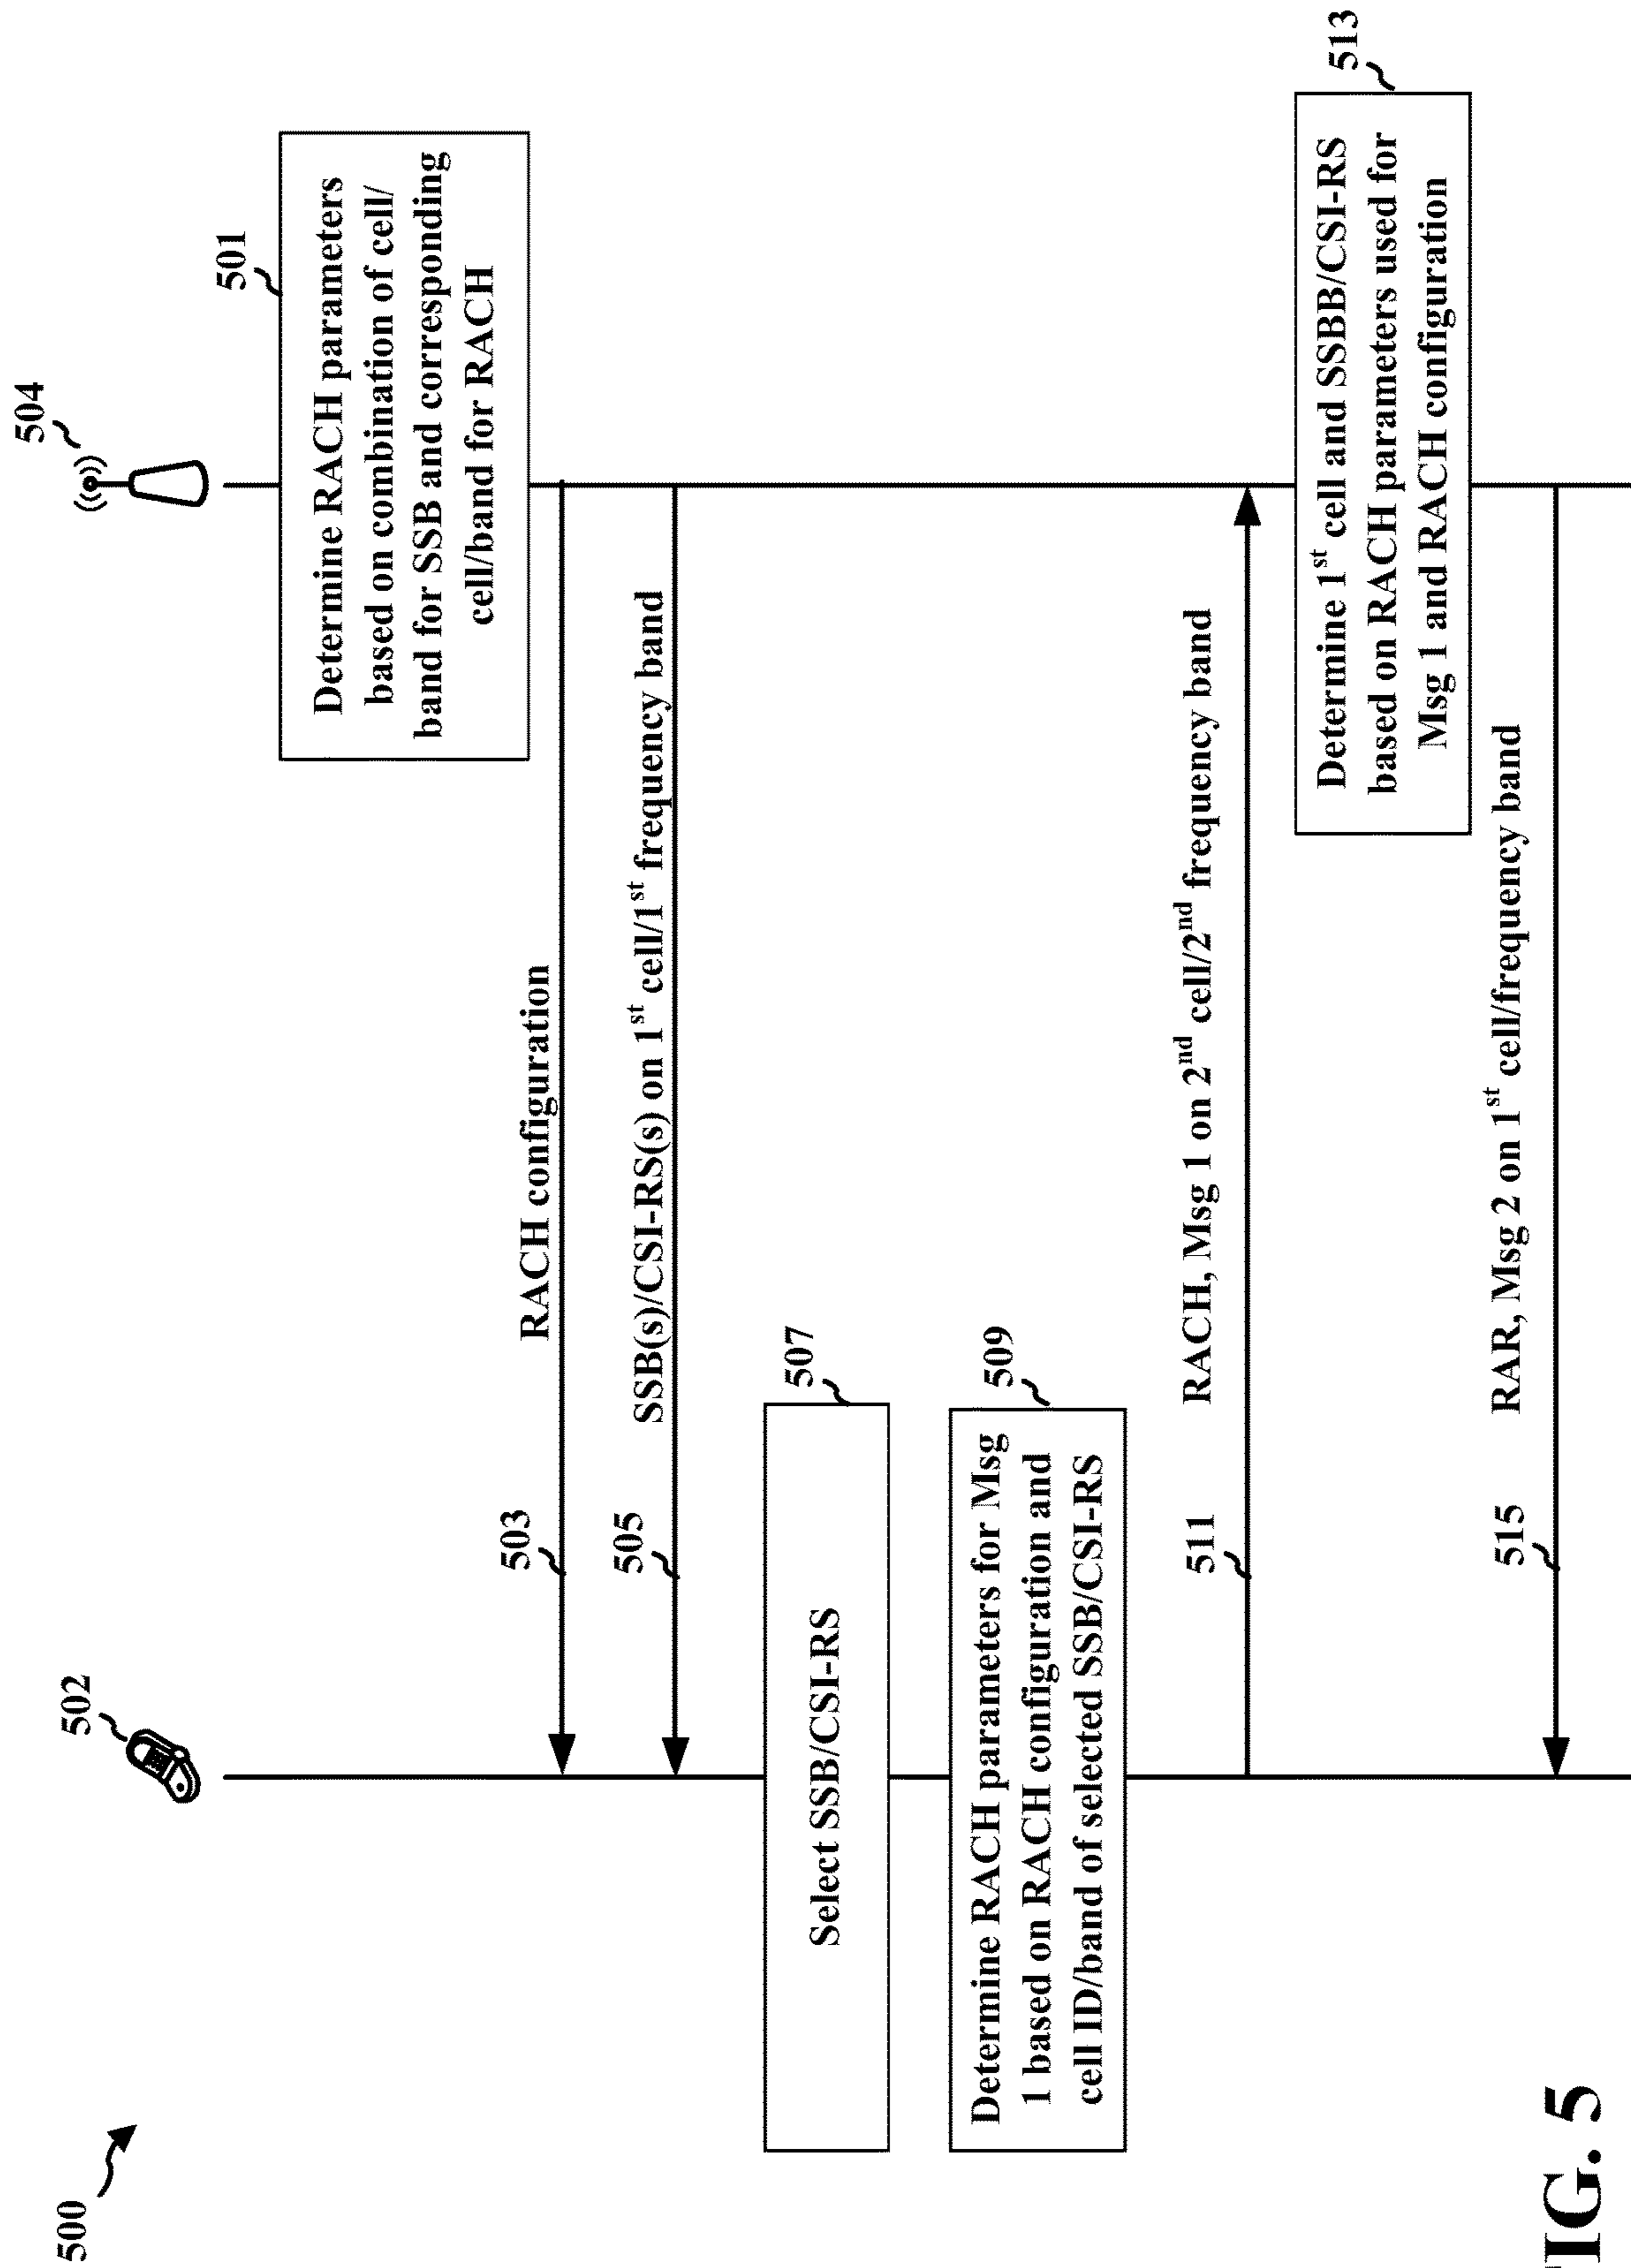 500
502
504
501
Determine RACH parameters
based on combination of cell/
band for SSB and corresponding
cell/band for RACH
503
RACH configuration
505
SSB(s)/CSI-RS(s) on 1st cell/1st frequency band
507
Select SSB/CSI-RS
509
Determine RACH parameters for Msg
1 based on RACH configuration and
cell ID/band of selected SSB/CSI-RS
511
RACH, Msg 1 on 2nd cell/2nd frequency band
513
Determine 1st cell and SSBB/CSI-RS
based on RACH parameters used for
Msg 1 and RACH configuration
515
RAR, Msg 2 on 1st cell/frequency band
IG. 5